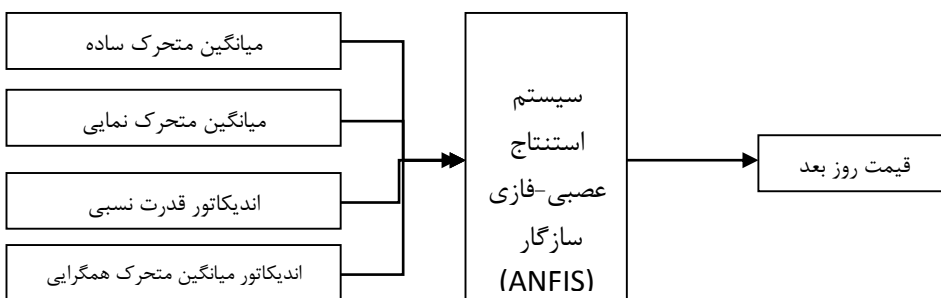 میانگین متحرک ساده
میانگین متحرک نمایی
اندیکاتور قدرت نسبی
اندیکاتور میانگین متحرک همگرایی
سیستم
استنتاج
عصبی-فازی
سازگار
(ANFIS)
قیمت روز بعد